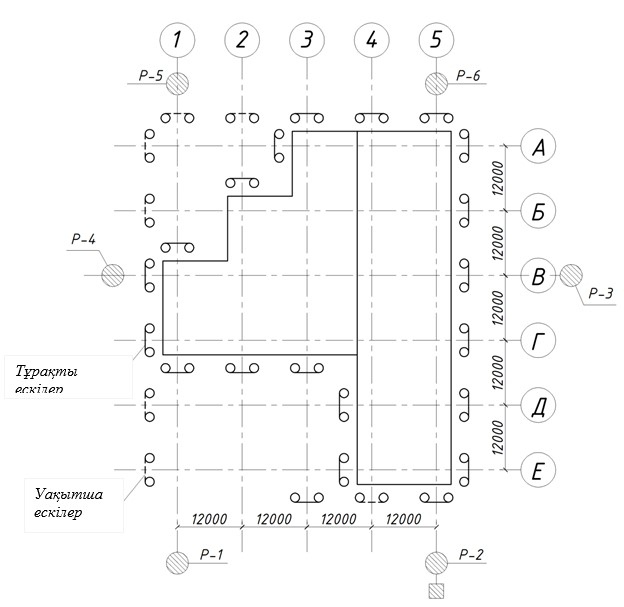 1 2 3 4 5
Р-5
Р-6
А
12000
Б
12000
Р-4
В
Р-3
12000
Г
Тұрақты
ескілер
12000
Д
12000
Е
Уақытша
ескілер
12000 12000 12000 12000
Р-1
Р-2